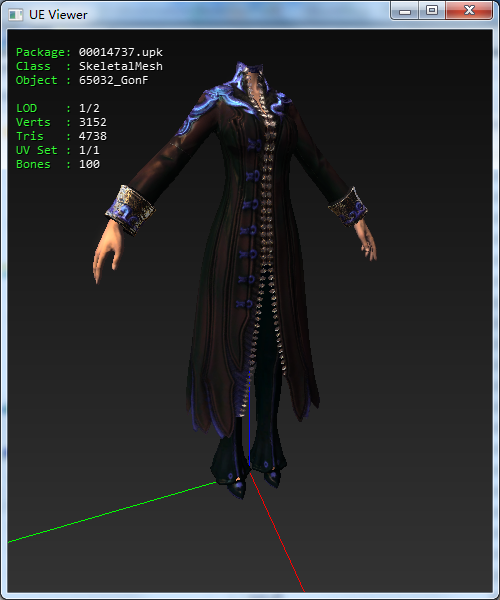 UE Viewer
Package: 00014737.upk
Class : SkeletalMesh
Object : 65032_GonF
LOD : 1/2
Verts : 3152
Tris : 4738
UV Set : 1/1
Bones : 100